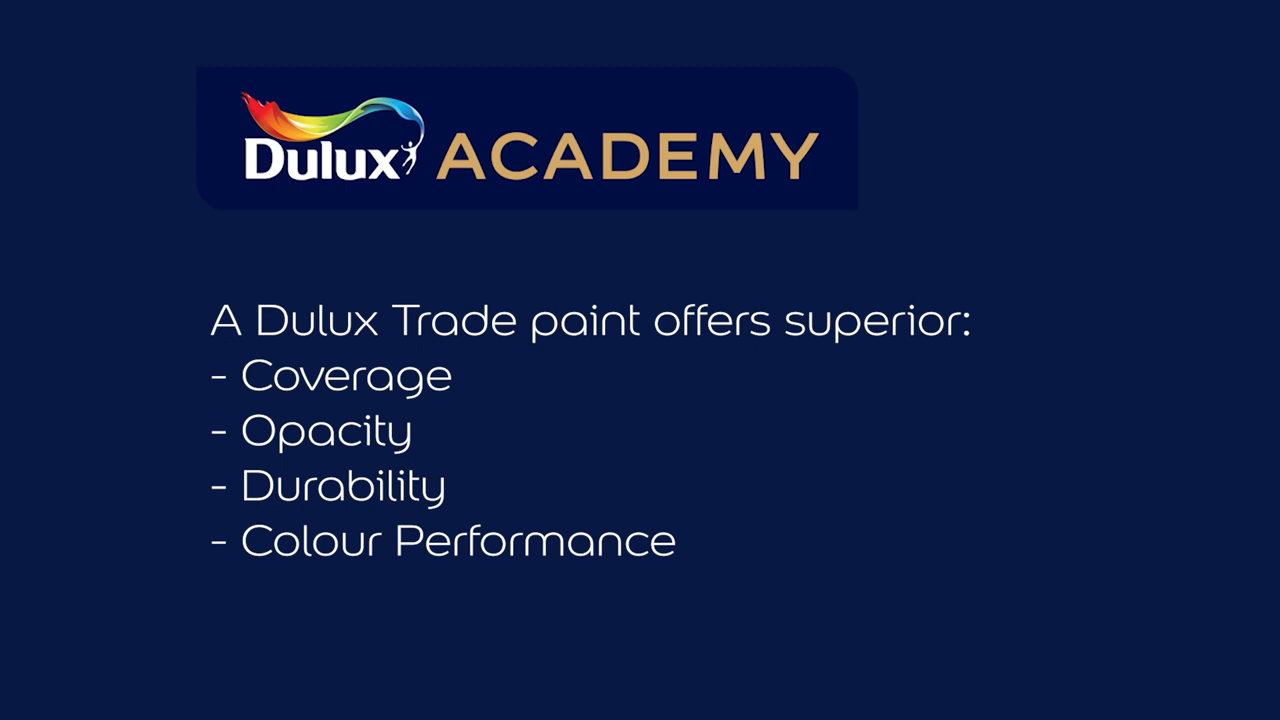 Dulux ACADEMY
A Dulux Trade paint offers superior:
- Coverage
- Opacity
- Durability
- Colour Performance